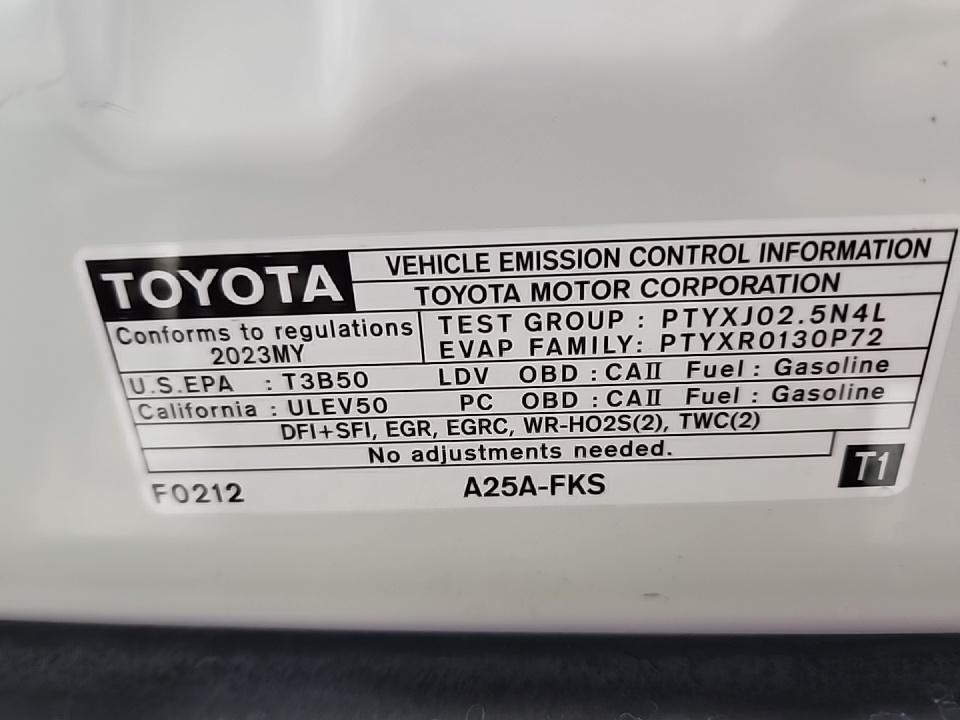 TOYOTA
VEHICLE EMISSION CONTROL INFORMATION
TOYOTA MOTOR CORPORATION
Conforms to regulations
2023MY
TEST GROUP : PTYXJ02.5N4L
EVAP FAMILY: PTYXR0130P72
U.S.EPA : T3B50 LDV OBD : CAII Fuel : Gasoline
California : ULEV50 PC OBD : CAII Fuel : Gasoline
DFI+SFI, EGR, EGRC, WR-HO2S(2), TWC(2)
No adjustments needed.
T1
F0212 A25A-FKS